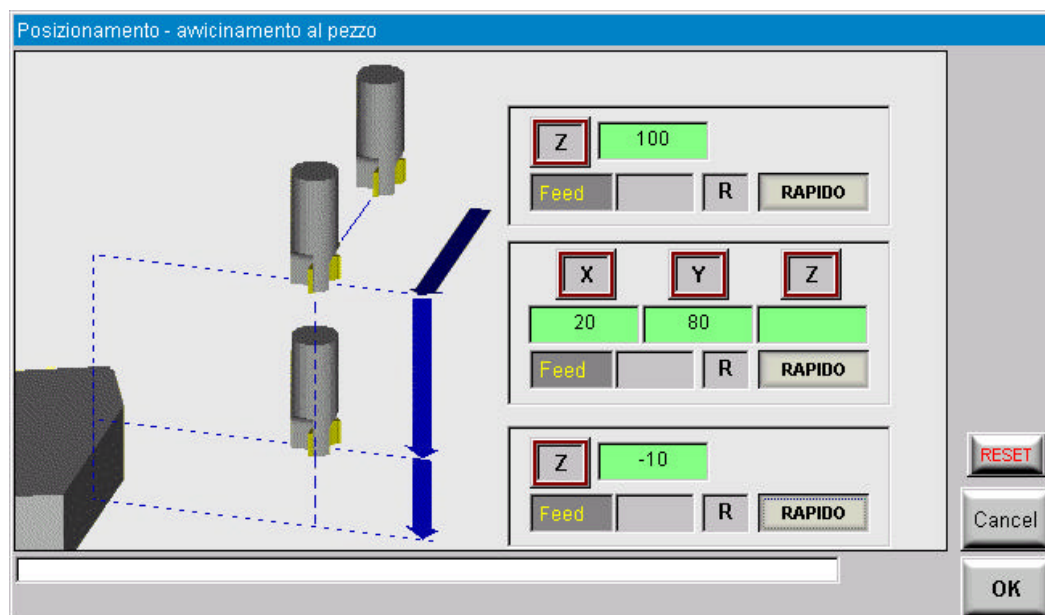 Posizionamento - avvicinamento al pezzo
Z 100
Feed R RAPIDO
X Y Z
20 80
Feed R RAPIDO
Z -10
Feed R RAPIDO
RESET
Cancel
OK